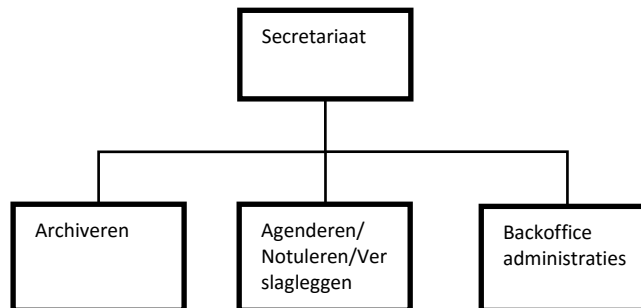 Secretariaat
Archiveren
Agenderen/
Notuleren/Ver
slagleggen
Backoffice
administraties